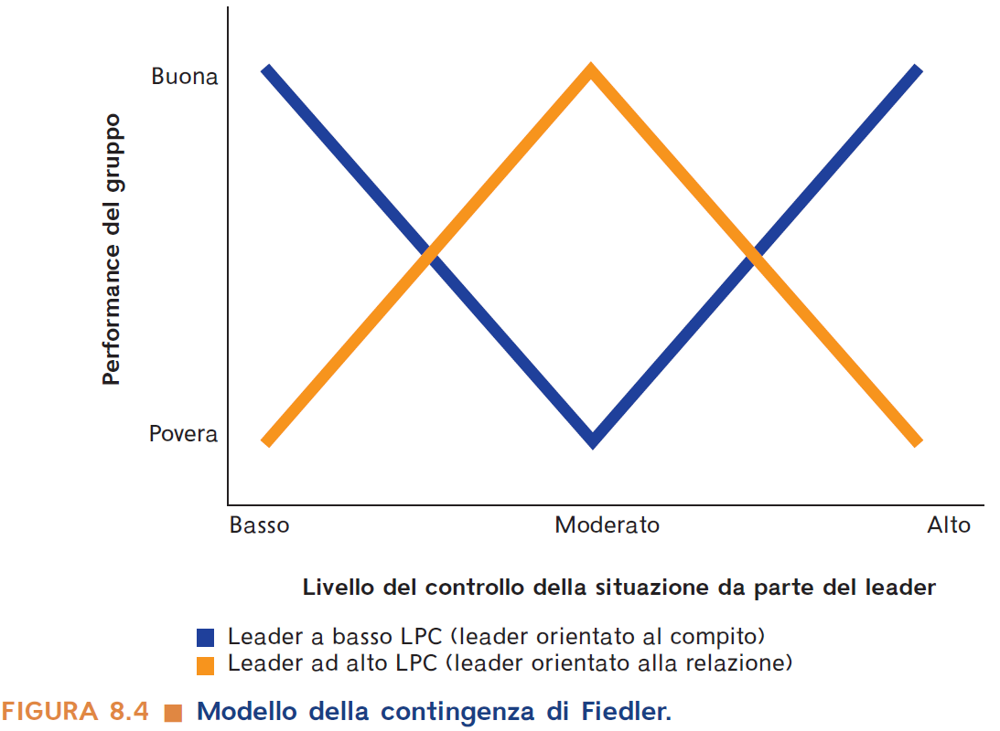 Buona
Performance del gruppo
Povera
Basso
Moderato
Alto
Livello del controllo della situazione da parte del leader
Leader a basso LPC (leader orientato al compito)
Leader ad alto LPC (leader orientato alla relazione)
FIGURA 8.4 ■ Modello della contingenza di Fiedler.